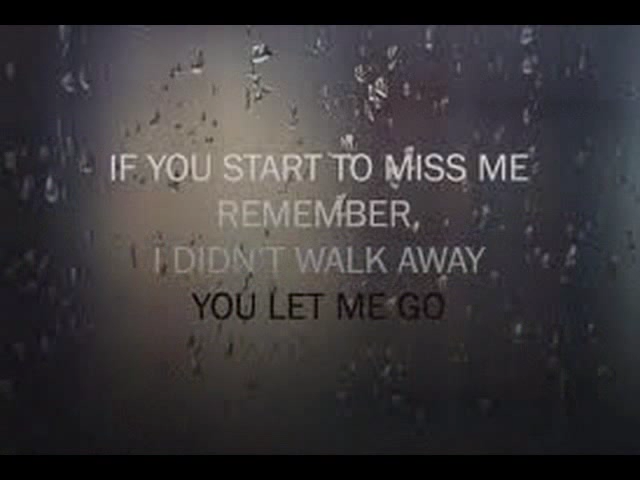 IF YOU START TO MISS ME
REMEMBER,
I DIDN'T WALK AWAY
YOU LET ME GO